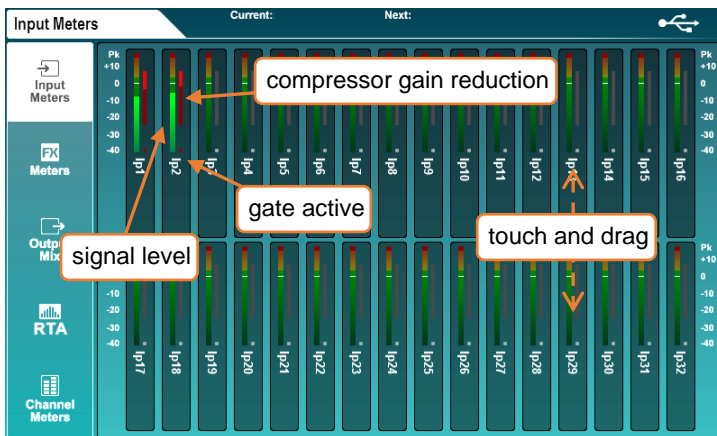 Input Meters
Current:
Next:
Input
Meters
FX
Meters
Outpu
Mix
RTA
Channel
Meters
Pk
+10
0
-10
-20
-30
-40
Pk
+10
0
-10
-20
-30
-40
compressor gain reduction
gate active
signal level
touch and drag
Ip1
Ip2
Ip3
Ip4
Ip5
Ip6
Ip7
Ip8
Ip9
Ip10
Ip11
Ip12
Ip13
Ip14
Ip15
Ip16
-10
-20
-30
-40
Pk
+10
0
-10
-20
-30
-40
Ip17
Ip18
Ip19
Ip20
Ip21
Ip22
Ip23
Ip24
Ip25
Ip26
Ip27
Ip28
Ip29
Ip30
Ip31
Ip32